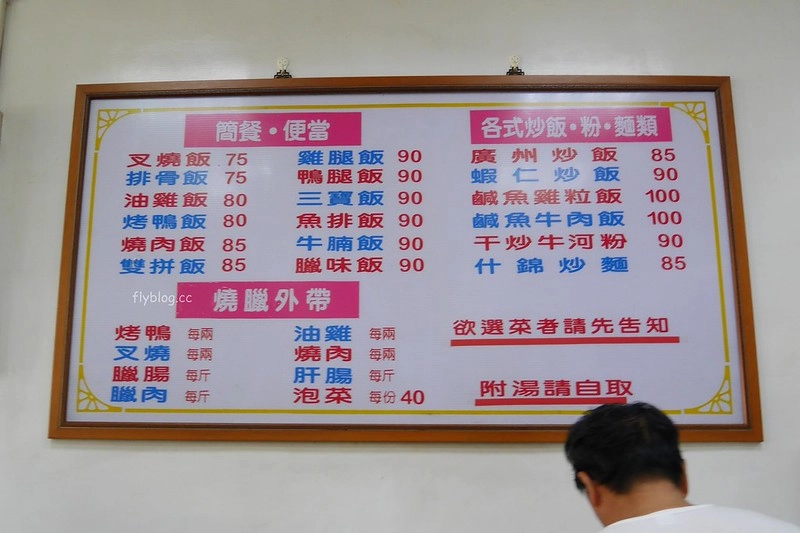 簡餐・便當
叉燒飯 75
排骨飯 75
油雞飯 80
烤鴨飯 80
燒肉飯 85
雙拼飯 85
雞腿飯 90
鴨腿飯 90
三寶飯 90
魚排飯 90
牛腩飯 90
臘味飯 90
燒臘外帶
烤鴨 每兩
叉燒 每兩
臘腸 每斤
臘肉 每斤
油雞 每兩
燒肉 每兩
肝腸 每斤
泡菜 每份 40
各式炒飯・粉・麵類
廣州炒飯 85
蝦仁炒飯 90
鹹魚雞粒飯 100
鹹魚牛肉飯 100
干炒牛河粉 90
什錦炒麵 85
欲選菜者請先告知
附湯請自取
flyblog.cc